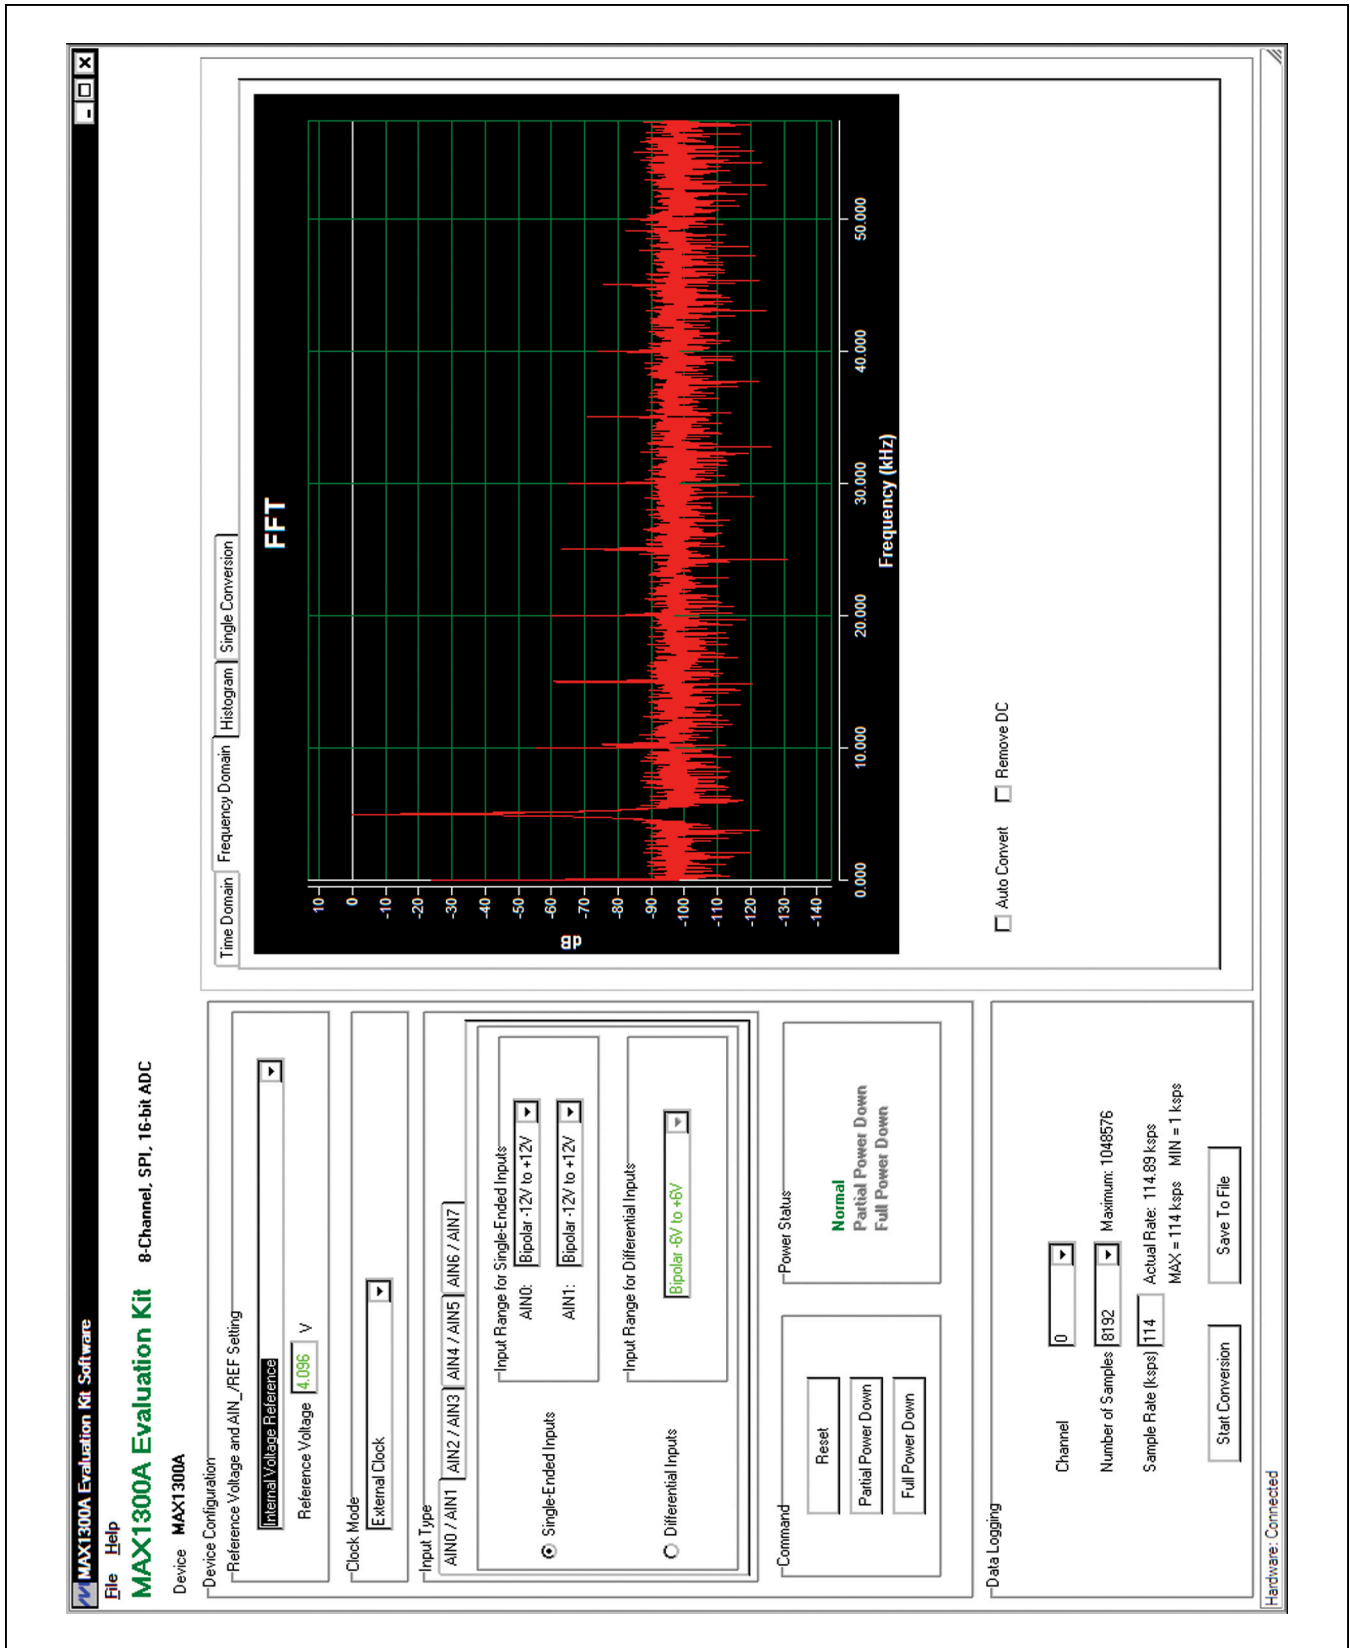 MAX1300A Evaluation Kit Software
File Help
MAX1300A Evaluation Kit 8-Channel, SPI, 16-bit ADC
Device MAX1300A
Device Configuration
Reference Voltage and AIN_/REF Setting
Internal Voltage Reference
Reference Voltage 4.096 V
Clock Mode
External Clock
Input Type
AIN0 / AIN1 AIN2 / AIN3 AIN4 / AIN5 AIN6 / AIN7
Single-Ended Inputs
Input Range for Single-Ended Inputs
AIN0: Bipolar -12V to +12V
AIN1: Bipolar -12V to +12V
Differential Inputs
Input Range for Differential Inputs
Bipolar -6V to +6V
Command
Reset
Partial Power Down
Full Power Down
Power Status
Normal
Partial Power Down
Full Power Down
Data Logging
Channel 0
Number of Samples 8192 Maximum: 1048576
Sample Rate (ksps) 114 Actual Rate: 114.89 ksps
MAX = 114 ksps MIN = 1 ksps
Start Conversion Save To File
Time Domain Frequency Domain Histogram Single Conversion
FFT
10
0
-10
-20
-30
-40
-50
-60
-70
-80
-90
-100
-110
-120
-130
-140
dB
0.000 10.000 20.000 30.000 40.000 50.000
Frequency (kHz)
Auto Convert Remove DC
Hardware: Connected